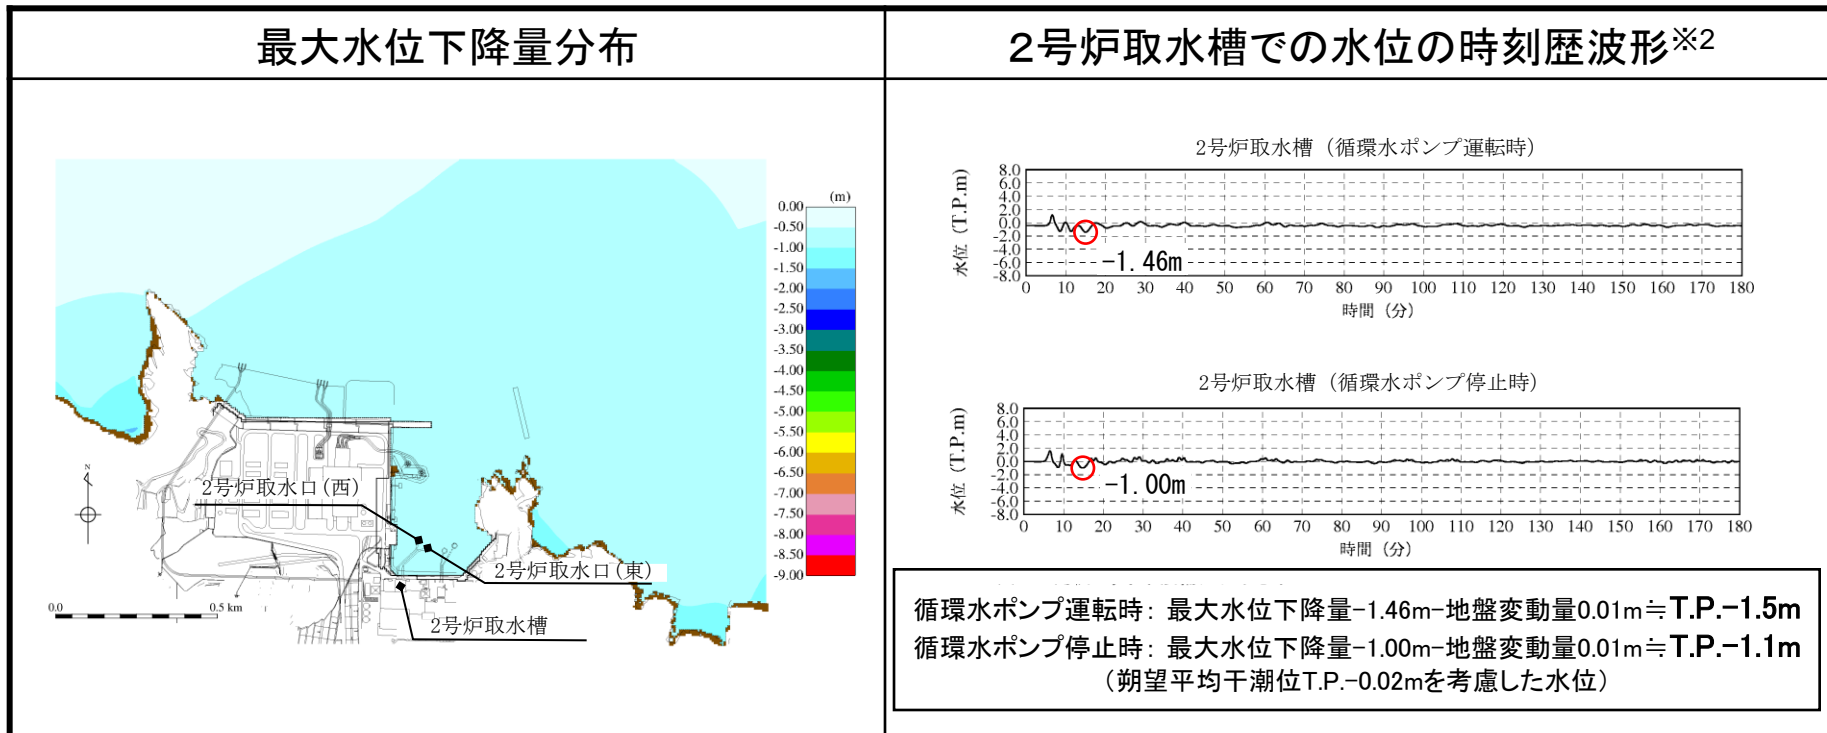 最大水位下降量分布
2号炉取水槽での水位の時刻歴波形※2
(m)
0.00
-0.50
-1.00
-1.50
-2.00
-2.50
-3.00
-3.50
-4.00
-4.50
-5.00
-5.50
-6.00
-6.50
-7.00
-7.50
-8.00
-8.50
-9.00
N
2号炉取水口(西)
2号炉取水口(東)
2号炉取水槽
0.0 0.5 km
2号炉取水槽（循環水ポンプ運転時）
水位 (T.P.m)
8.0
6.0
4.0
2.0
0.0
-2.0
-4.0
-6.0
-8.0
-1.46m
0 10 20 30 40 50 60 70 80 90 100 110 120 130 140 150 160 170 180
時間 (分)
2号炉取水槽（循環水ポンプ停止時）
水位 (T.P.m)
8.0
6.0
4.0
2.0
0.0
-2.0
-4.0
-6.0
-8.0
-1.00m
0 10 20 30 40 50 60 70 80 90 100 110 120 130 140 150 160 170 180
時間 (分)
循環水ポンプ運転時： 最大水位下降量-1.46m-地盤変動量0.01m≒T.P.-1.5m
循環水ポンプ停止時： 最大水位下降量-1.00m-地盤変動量0.01m≒T.P.-1.1m
（朔望平均干潮位T.P.-0.02mを考慮した水位）